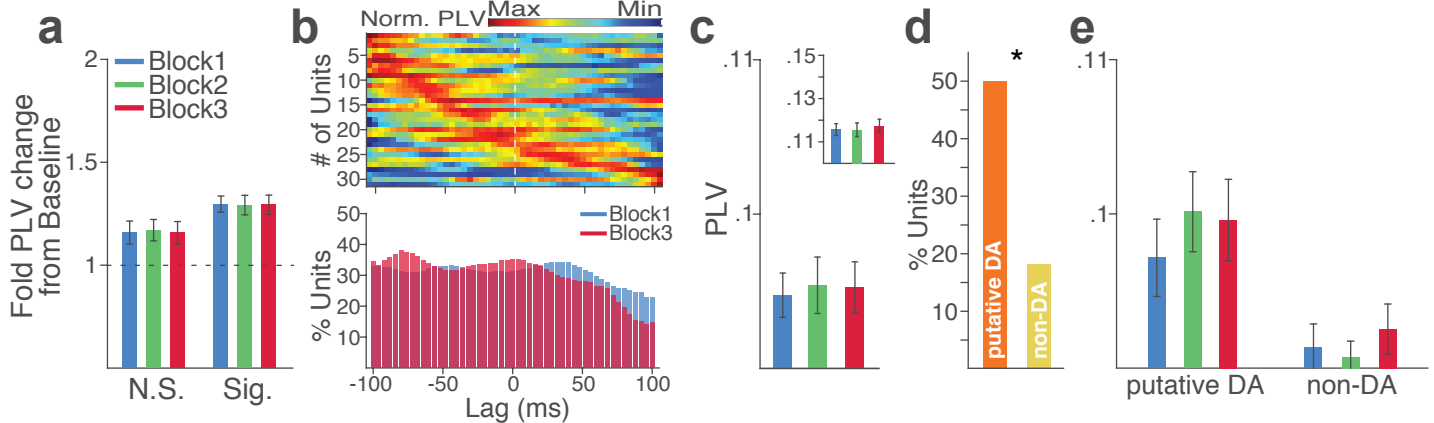 a
2
1.5
1
Fold PLV change
from Baseline
Block1
Block2
Block3
N.S.
Sig.
b
Norm. PLV
Max
Min
# of Units
5
10
15
20
25
30
% Units
50
40
30
20
10
Block1
Block3
-100
-50
0
50
100
Lag (ms)
c
PLV
.11
.1
.15
.13
.11
d
*
% Units
50
40
30
50
20
10
putative DA
non-DA
e
.11
.1
putative DA
non-DA